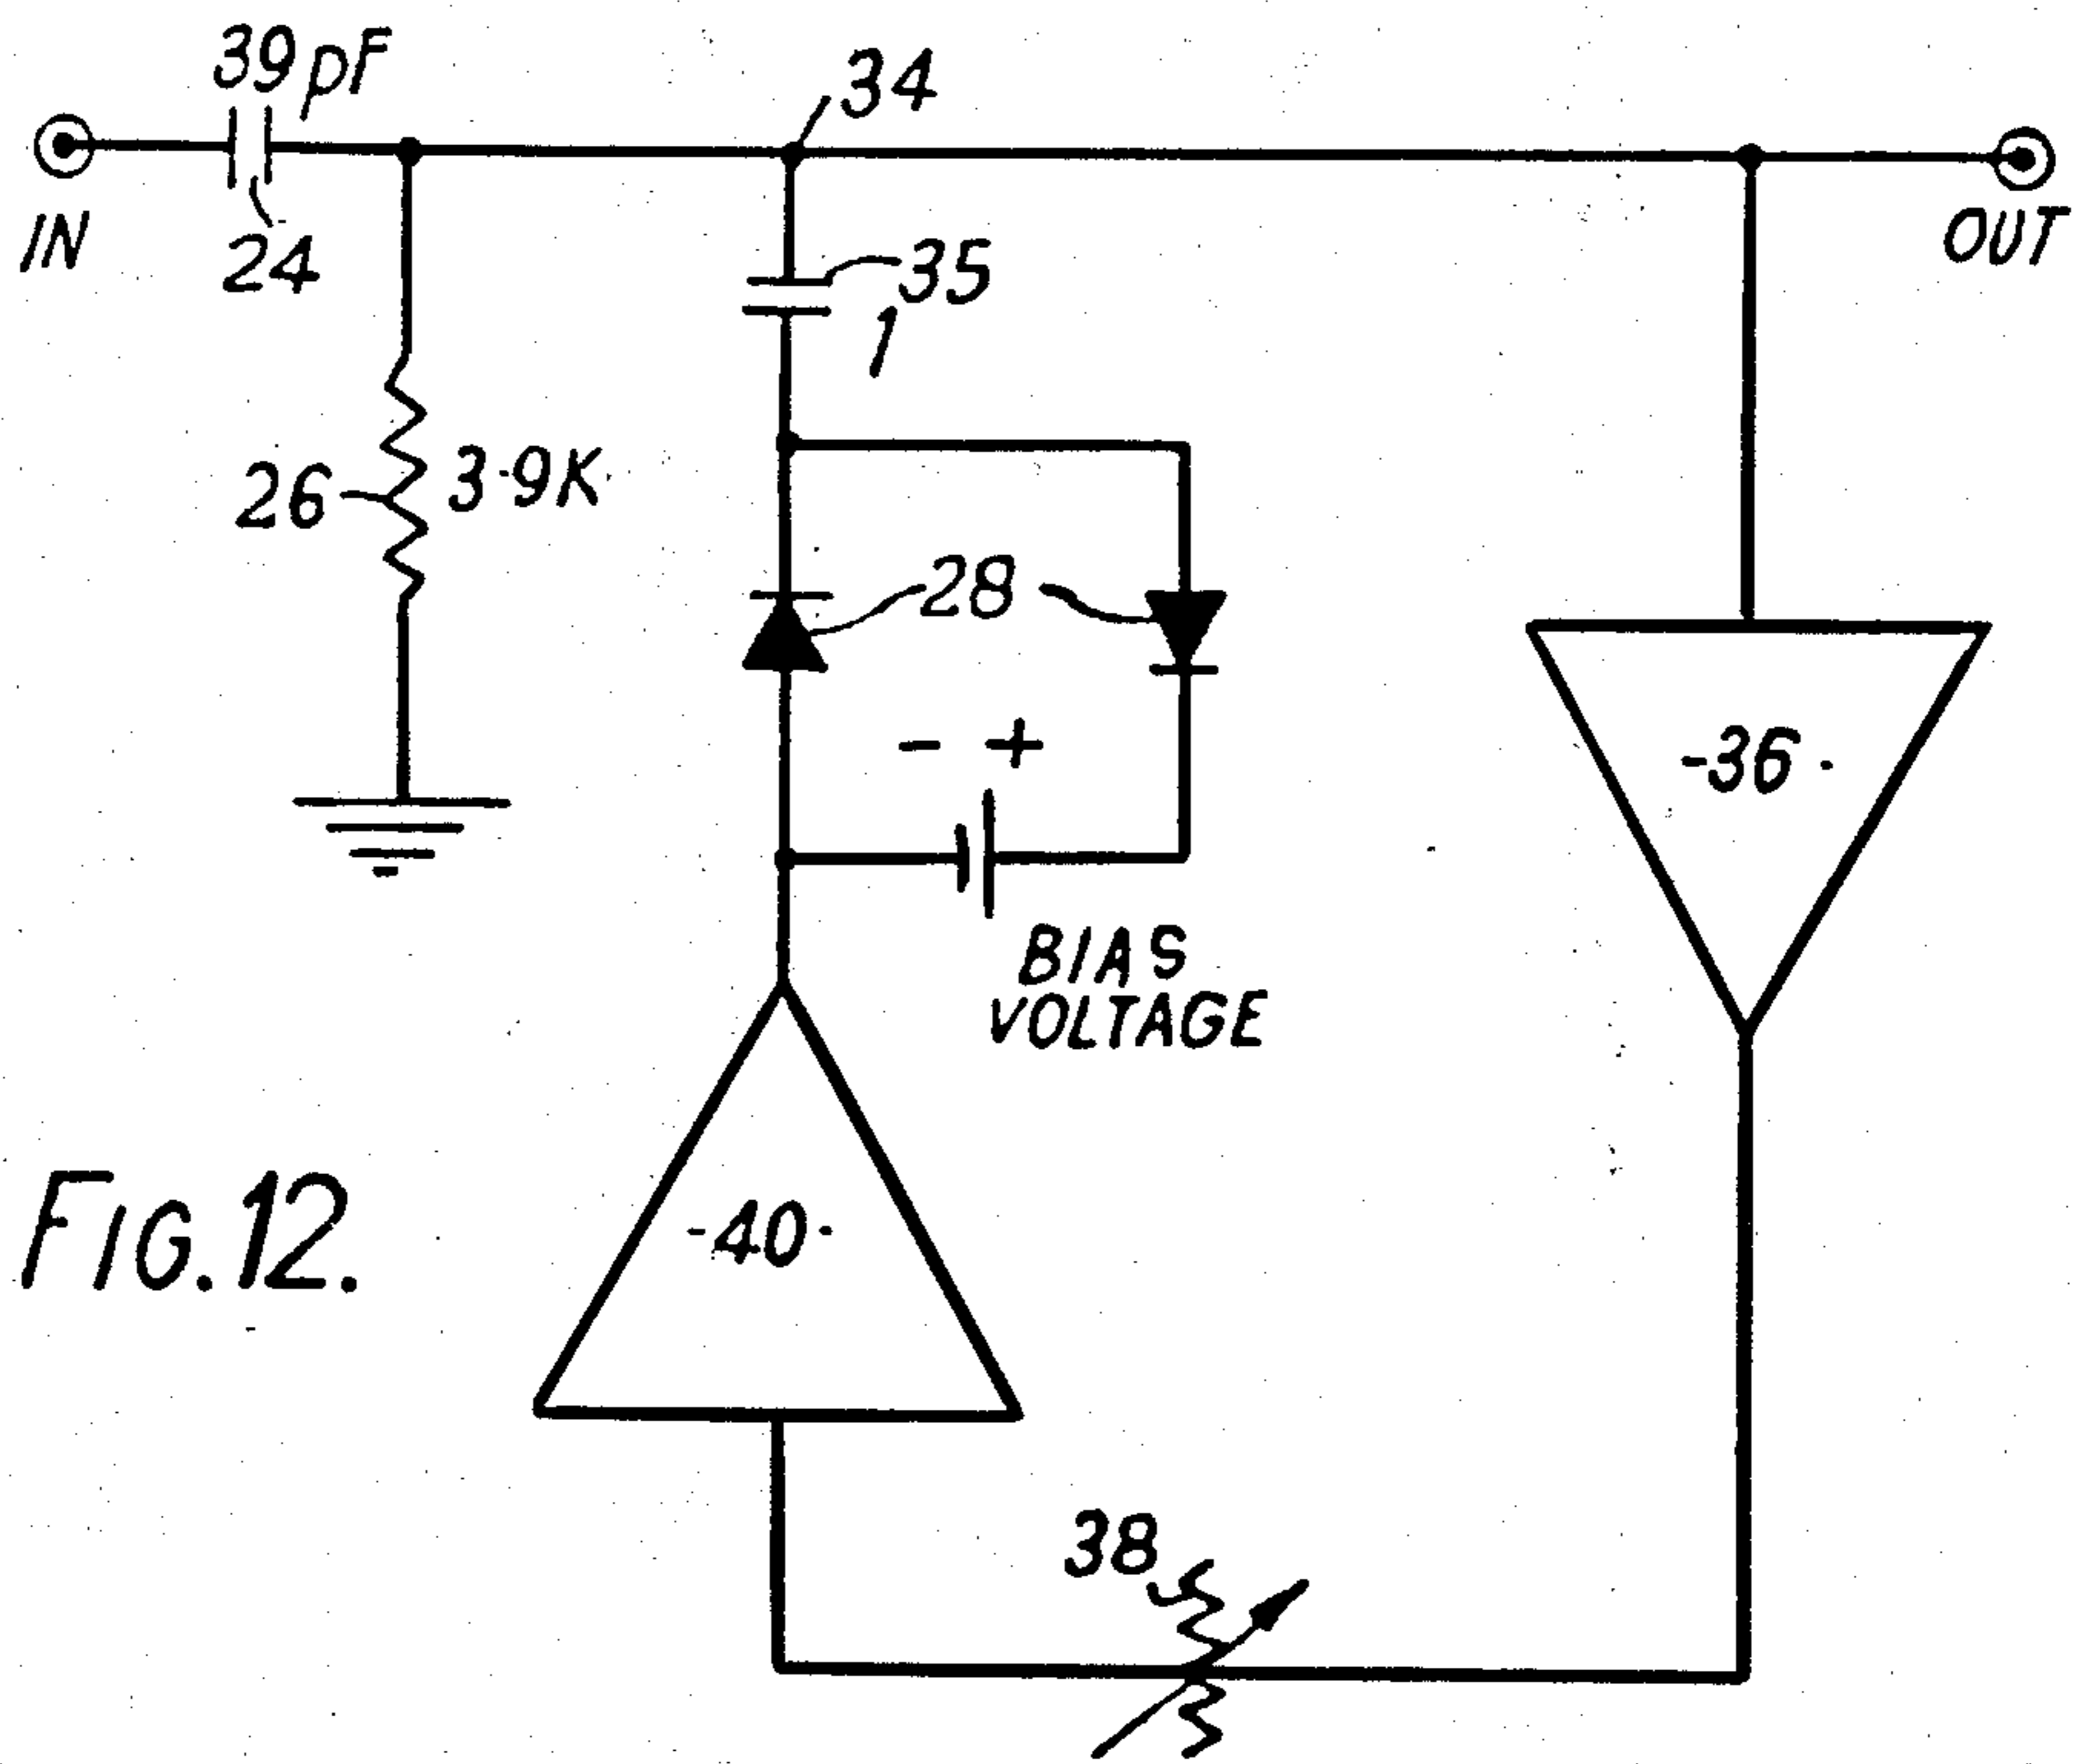 39pF
34
IN
24
35
1
OUT
26
3·9K
28
- +
-36·
BIAS
VOLTAGE
-40·
FIG.12.
38